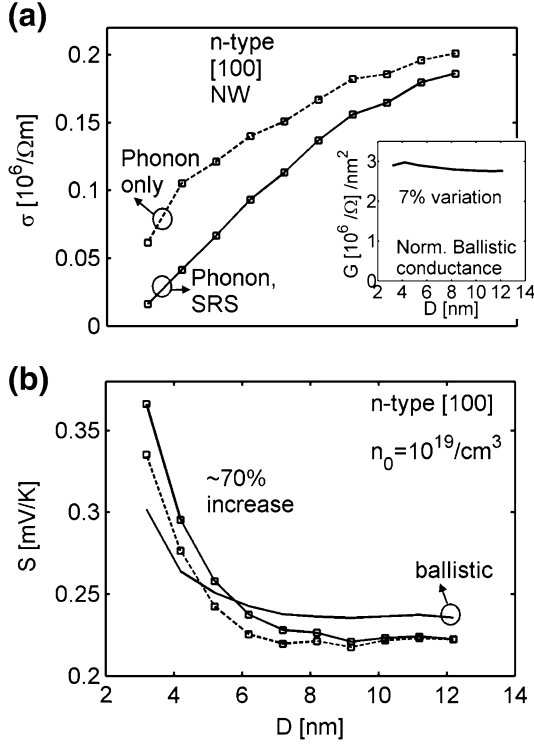 (a)
0.2
0.15
0.1
0.05
0
σ [10⁶/Ωm]
n-type
[100]
NW
Phonon
only
Phonon,
SRS
3
2
1
0
G [10⁶/Ω] /nm²
7% variation
Norm. Ballistic
conductance
2 4 6 8 10 12 14
D [nm]
(b)
0.35
0.3
0.25
0.2
S [mV/K]
n-type [100]
n₀=10¹⁹/cm³
~70%
increase
ballistic
2 4 6 8 10 12 14
D [nm]